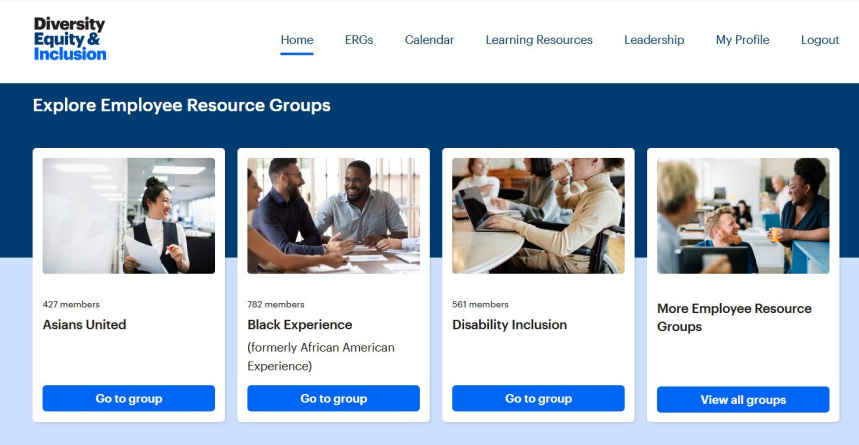 Diversity
Equity &
Inclusion
Home
ERGs
Calendar
Learning Resources
Leadership
My Profile
Logout
Explore Employee Resource Groups
427 members
Asians United
Go to group
782 members
Black Experience
(formerly African American
Experience)
Go to group
561 members
Disability Inclusion
Go to group
More Employee Resource
Groups
View all groups